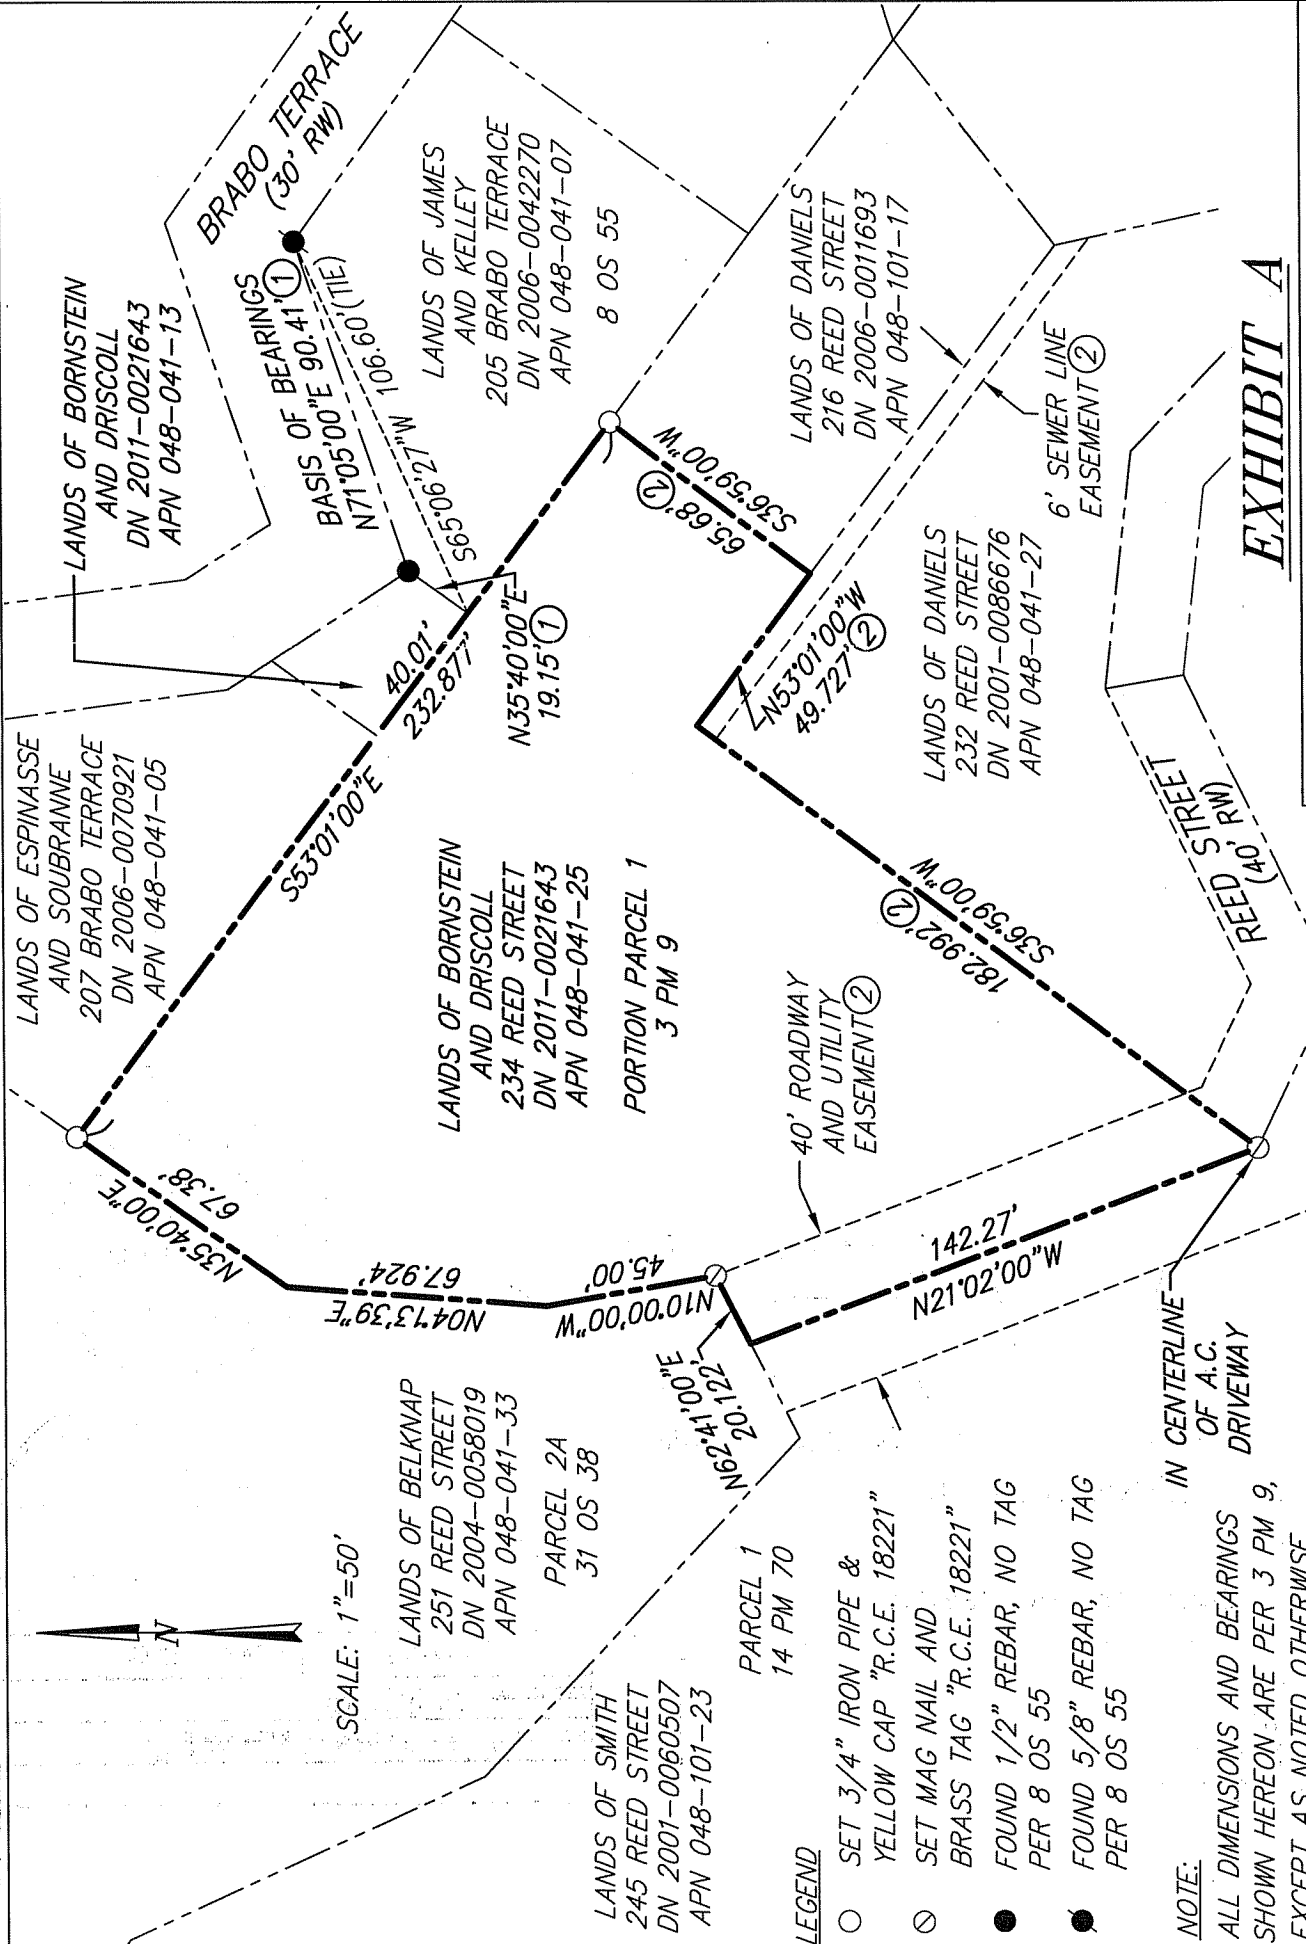 LANDS OF BORNSTEIN
AND DRISCOLL
DN 2011-0021643
APN 048-041-13
BRABO TERRACE
(30' RW)
BASIS OF BEARINGS
N71°05'00"E 90.41' 1
S65°06'27"W 106.60'(TIE)
LANDS OF JAMES
AND KELLEY
205 BRABO TERRACE
DN 2006-0042270
APN 048-041-07
8 OS 55
LANDS OF ESPINASSE
AND SOUBRANNE
207 BRABO TERRACE
DN 2006-0070921
APN 048-041-05
S53°01'00"E
40.01'
232.877'
N35°40'00"E
19.15' 1
65.68' 2
S36°59'00"W
LANDS OF DANIELS
216 REED STREET
DN 2006-0011693
APN 048-101-17
6' SEWER LINE
EASEMENT 2
N53°01'00"W
49.727' 2
LANDS OF DANIELS
232 REED STREET
DN 2001-0086676
APN 048-041-27
LANDS OF BORNSTEIN
AND DRISCOLL
234 REED STREET
DN 2011-0021643
APN 048-041-25
PORTION PARCEL 1
3 PM 9
S36°59'00"W
182.992' 2
REED STREET
(40' RW)
40' ROADWAY
AND UTILITY
EASEMENT 2
N35°40'00"E
67.38'
N04°13'39"E
67.924'
N10°00'00"W
45.00'
N62°41'00"E
20.122'
142.27'
N21°02'00"W
IN CENTERLINE
OF A.C.
DRIVEWAY
N
SCALE: 1"=50'
LANDS OF BELKNAP
251 REED STREET
DN 2004-0058019
APN 048-041-33
PARCEL 2A
31 OS 38
LANDS OF SMITH
245 REED STREET
DN 2001-0060507
APN 048-101-23
PARCEL 1
14 PM 70
LEGEND
SET 3/4" IRON PIPE &
YELLOW CAP "R.C.E. 18221"
SET MAG NAIL AND
BRASS TAG "R.C.E. 18221"
FOUND 1/2" REBAR, NO TAG
PER 8 OS 55
FOUND 5/8" REBAR, NO TAG
PER 8 OS 55
NOTE:
ALL DIMENSIONS AND BEARINGS
SHOWN HEREON ARE PER 3 PM 9,
EXCEPT AS NOTED OTHERWISE
EXHIBIT A